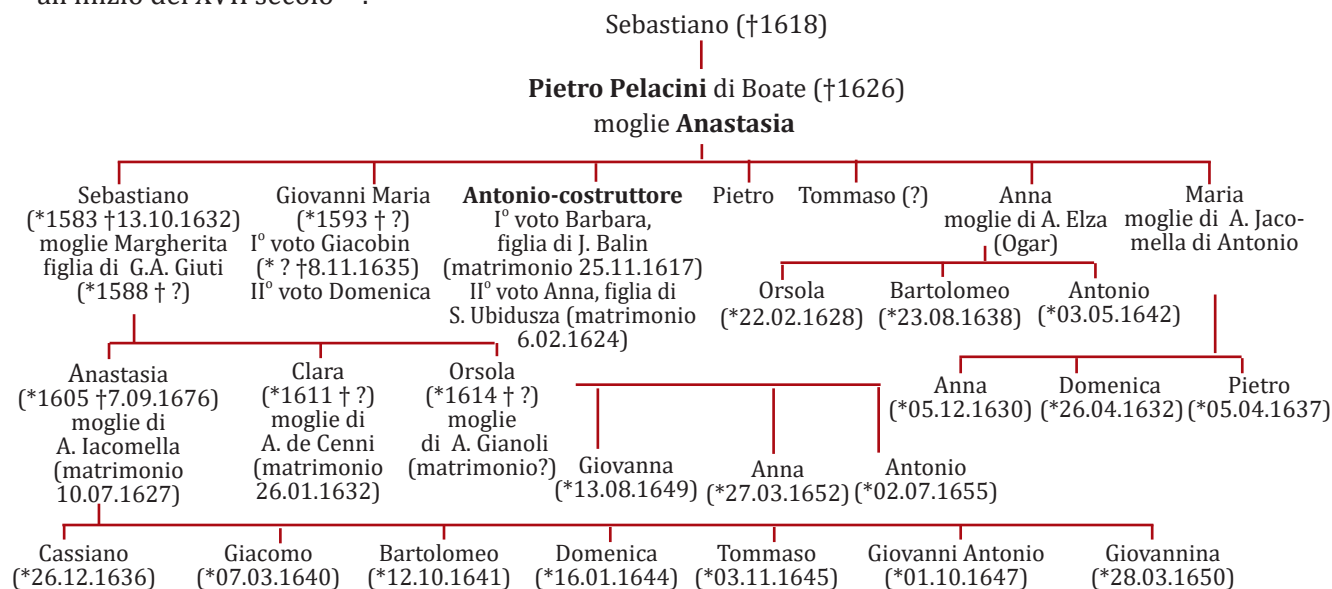 all'inizio del XVII secolo
Sebastiano (†1618)
Pietro Pelacini di Boate (†1626)
moglie Anastasia
Sebastiano
(*1583 †13.10.1632)
moglie Margherita
figlia di G.A. Giuti
(*1588 † ?)
Giovanni Maria
(*1593 † ?)
Iº voto Giacobin
(* ? †8.11.1635)
IIº voto Domenica
Antonio-costruttore
Iº voto Barbara,
figlia di J. Balin
(matrimonio 25.11.1617)
IIº voto Anna, figlia di
S. Ubidusza (matrimonio
6.02.1624)
Pietro
Tommaso (?)
Anna
moglie di A. Elza
(Ogar)
Maria
moglie di A. Jaco-
mella di Antonio
Orsola
(*22.02.1628)
Bartolomeo
(*23.08.1638)
Antonio
(*03.05.1642)
Anastasia
(*1605 †7.09.1676)
moglie di
A. Iacomella
(matrimonio
10.07.1627)
Clara
(*1611 † ?)
moglie di
A. de Cenni
(matrimonio
26.01.1632)
Orsola
(*1614 † ?)
moglie
di A. Gianoli
(matrimonio?)
Anna
(*05.12.1630)
Domenica
(*26.04.1632)
Pietro
(*05.04.1637)
Giovanna
(*13.08.1649)
Anna
(*27.03.1652)
Antonio
(*02.07.1655)
Cassiano
(*26.12.1636)
Giacomo
(*07.03.1640)
Bartolomeo
(*12.10.1641)
Domenica
(*16.01.1644)
Tommaso
(*03.11.1645)
Giovanni Antonio
(*01.10.1647)
Giovannina
(*28.03.1650)